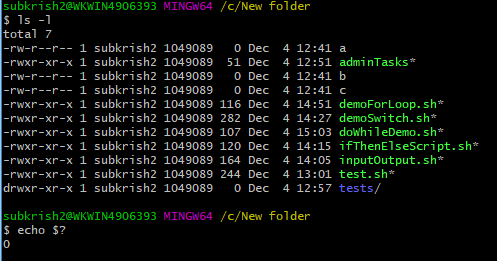 subkrish2@WKWIN4906393 MINGW64 /c/New folder
$ ls -l
total 7
-rw-r--r-- 1 subkrish2 1049089   0 Dec  4 12:41 a
-rwxr-xr-x 1 subkrish2 1049089  51 Dec  4 12:51 adminTasks*
-rw-r--r-- 1 subkrish2 1049089   0 Dec  4 12:41 b
-rw-r--r-- 1 subkrish2 1049089   0 Dec  4 12:41 c
-rwxr-xr-x 1 subkrish2 1049089 116 Dec  4 14:51 demoForLoop.sh*
-rwxr-xr-x 1 subkrish2 1049089 282 Dec  4 14:27 demoSwitch.sh*
-rwxr-xr-x 1 subkrish2 1049089 107 Dec  4 15:03 doWhileDemo.sh*
-rwxr-xr-x 1 subkrish2 1049089 120 Dec  4 14:15 ifThenElseScript.sh*
-rwxr-xr-x 1 subkrish2 1049089 164 Dec  4 14:05 inputOutput.sh*
-rwxr-xr-x 1 subkrish2 1049089 244 Dec  4 13:01 test.sh*
drwxr-xr-x 1 subkrish2 1049089   0 Dec  4 12:57 tests/
subkrish2@WKWIN4906393 MINGW64 /c/New folder
$ echo $?
0